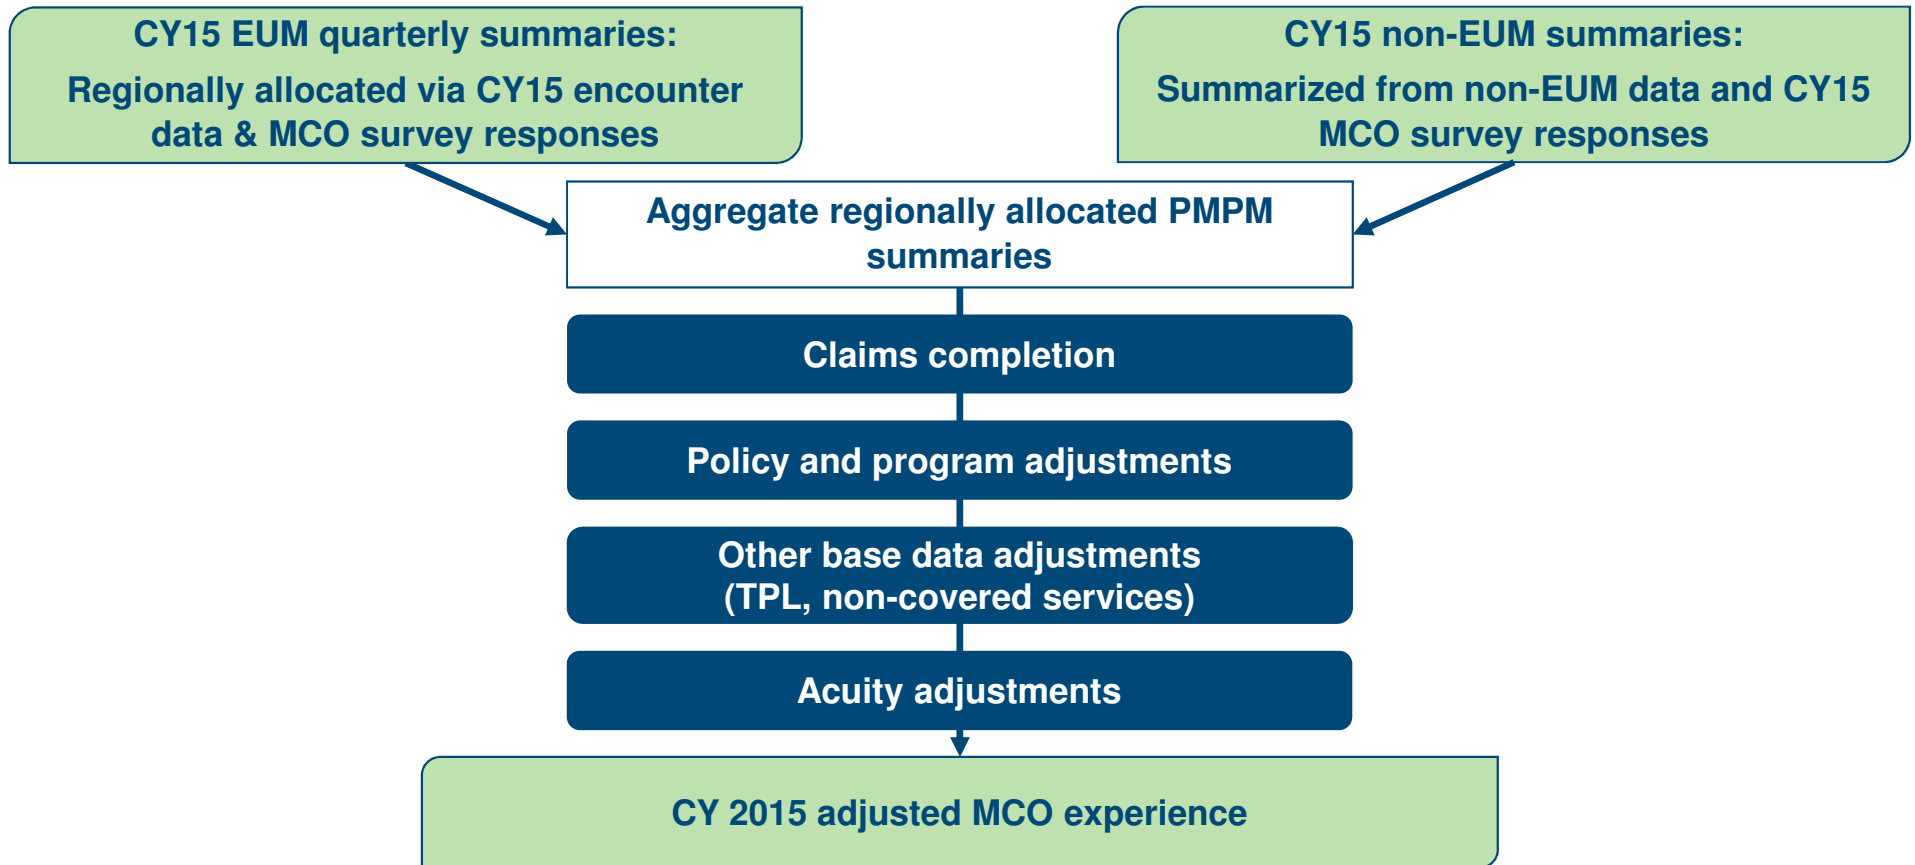 CY15 EUM quarterly summaries:
Regionally allocated via CY15 encounter
data & MCO survey responses
CY15 non-EUM summaries:
Summarized from non-EUM data and CY15
MCO survey responses
Aggregate regionally allocated PMPM
summaries
Claims completion
Policy and program adjustments
Other base data adjustments
(TPL, non-covered services)
Acuity adjustments
CY 2015 adjusted MCO experience